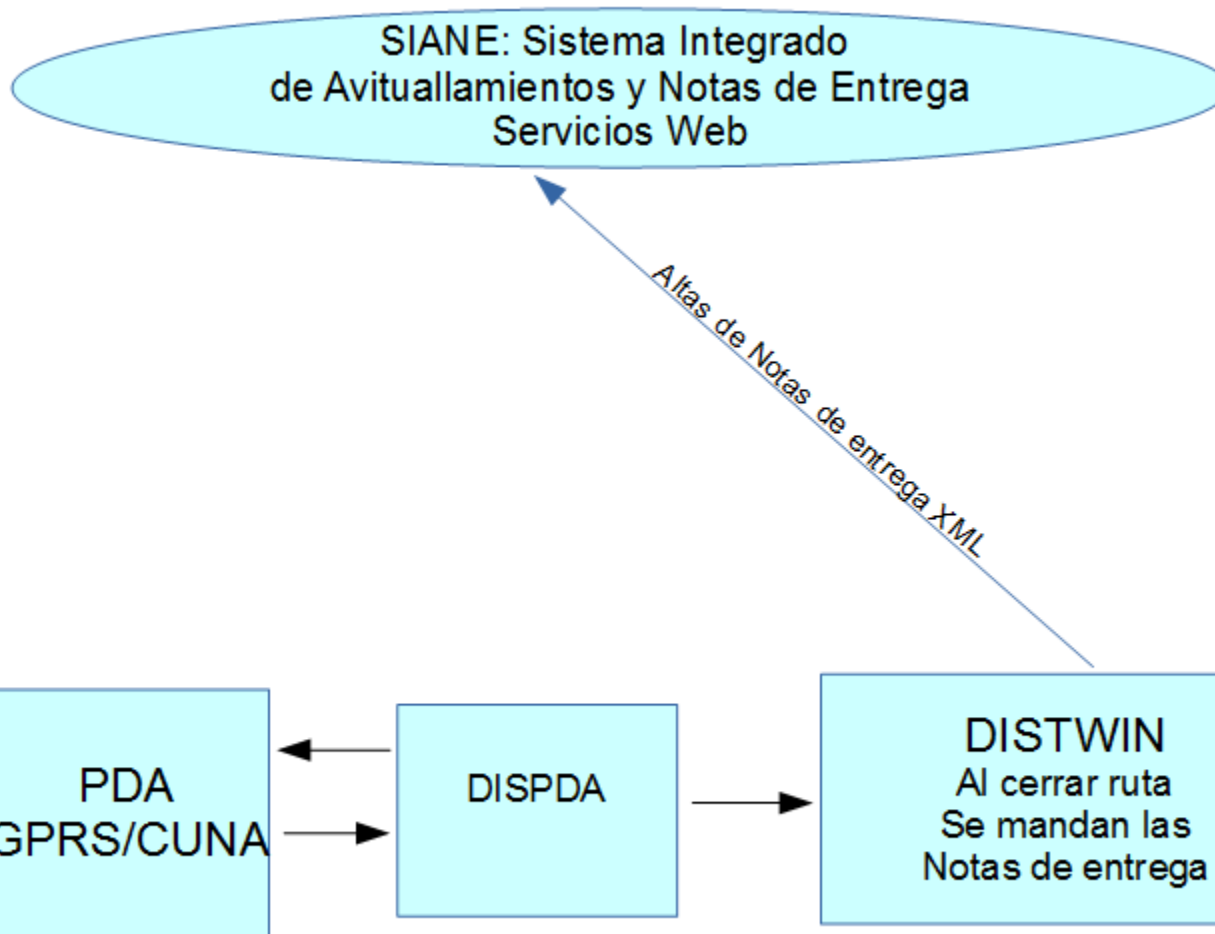 SIANE: Sistema Integrado
de Avituallamientos y Notas de Entrega
Servicios Web
Altas de Notas de entrega XML
PDA
GPRS/CUNA
DISPDA
DISTWIN
Al cerrar ruta
Se mandan las
Notas de entrega